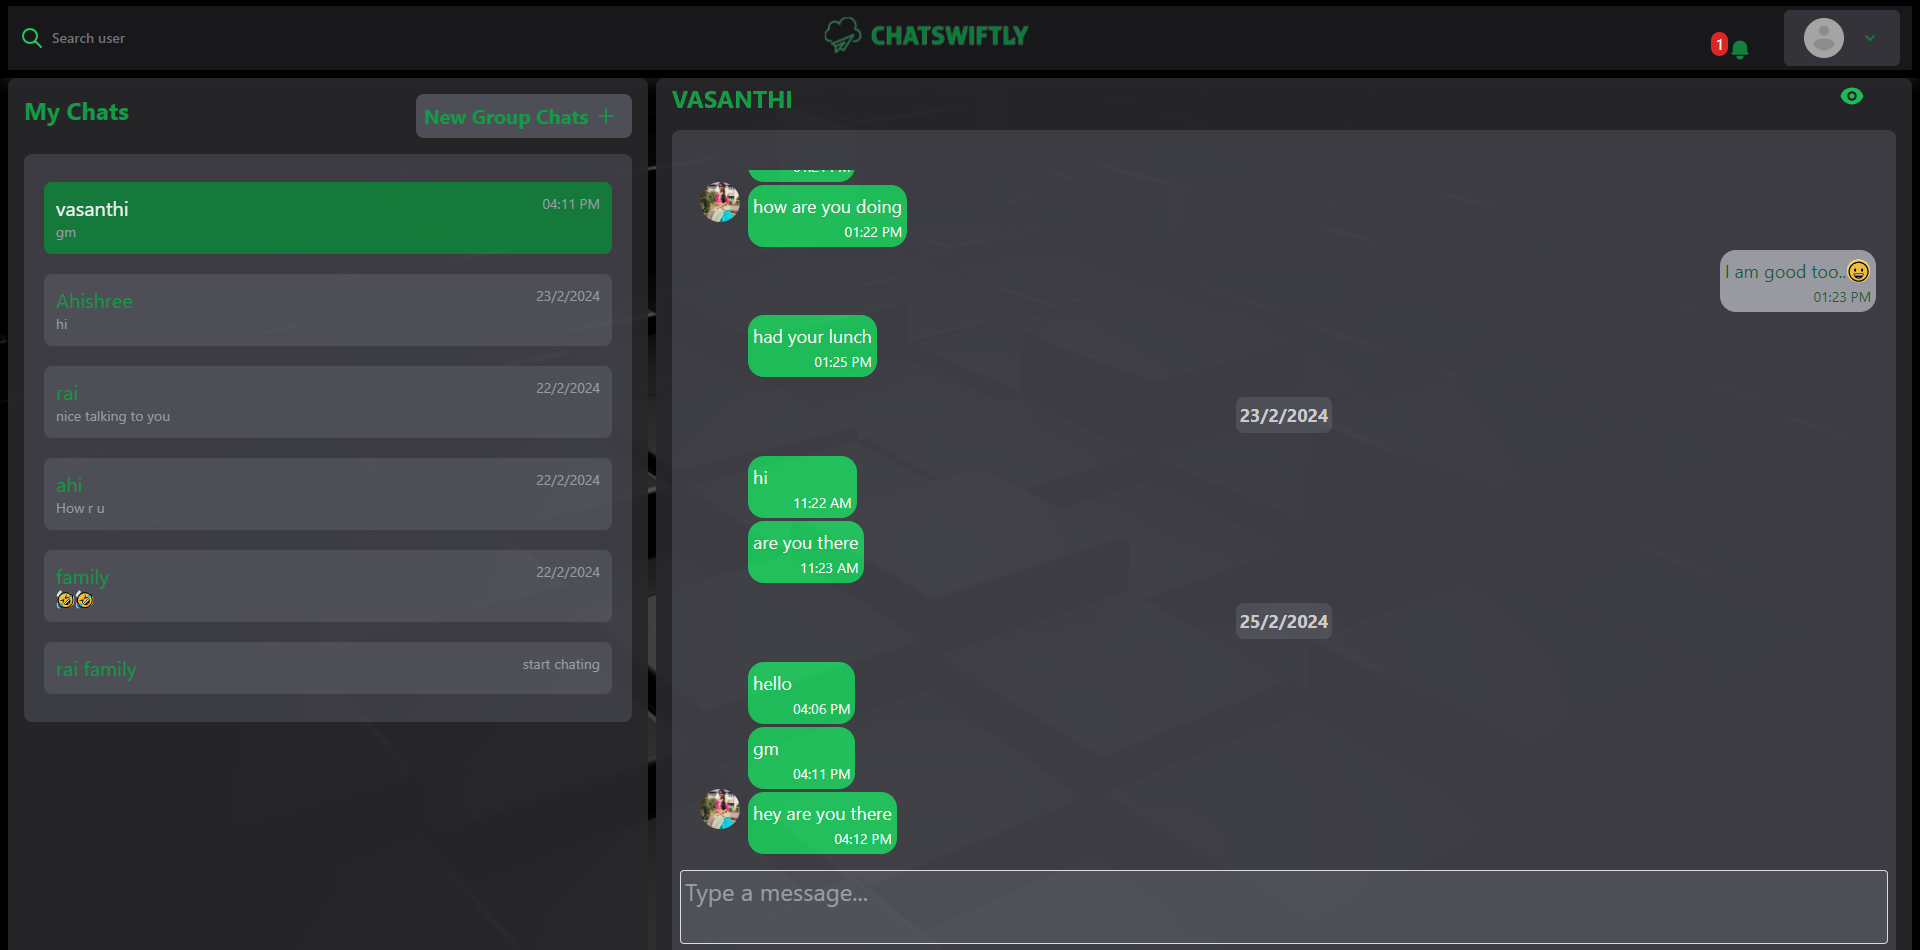 Search user
CHATSWIFTLY
1
My Chats
New Group Chats +
vasanthi
04:11 PM
gm
Ahishree
23/2/2024
hi
rai
22/2/2024
nice talking to you
ahi
22/2/2024
How r u
family
22/2/2024
🤣🤣
rai family
start chating
VASANTHI
how are you doing
01:22 PM
I am good too..😀
01:23 PM
had your lunch
01:25 PM
23/2/2024
hi
11:22 AM
are you there
11:23 AM
25/2/2024
hello
04:06 PM
gm
04:11 PM
hey are you there
04:12 PM
Type a message...